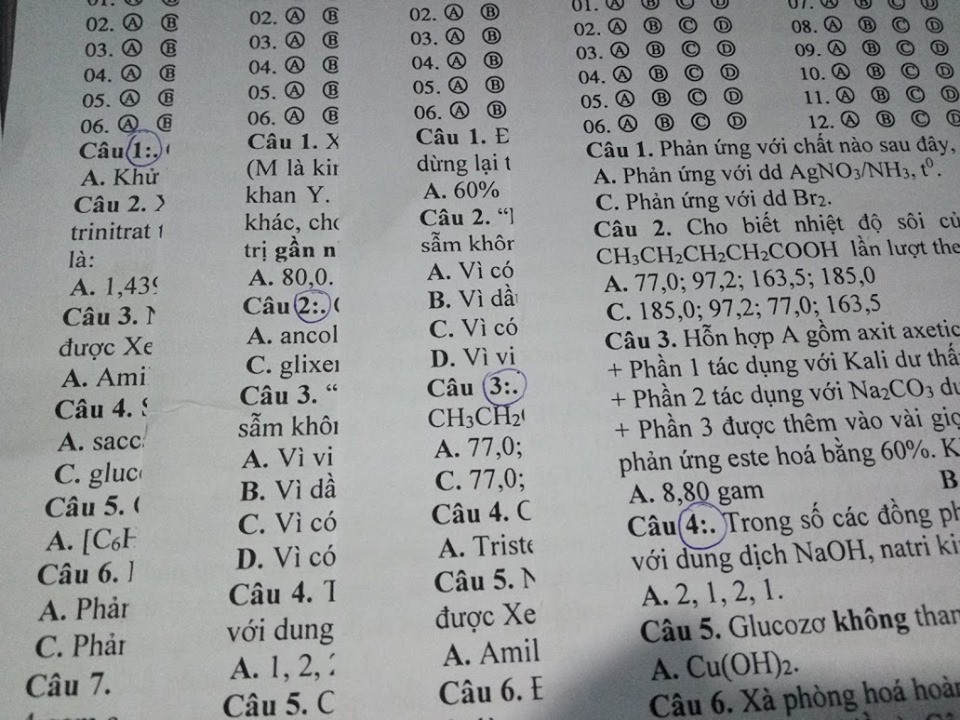 02. Ⓐ Ⓑ
03. Ⓐ Ⓑ
04. Ⓐ Ⓑ
05. Ⓐ Ⓑ
06. Ⓐ Ⓑ
Câu 1:.
A. Khử
Câu 2.
trinitrat
là:
A. 1,439
Câu 3.
được Xe
A. Ami
Câu 4.
A. sacc
C. gluc
Câu 5.
A. [C₆H
Câu 6.
A. Phản
C. Phản
Câu 7.
02. Ⓐ Ⓑ
03. Ⓐ Ⓑ
04. Ⓐ Ⓑ
05. Ⓐ Ⓑ
06. Ⓐ Ⓑ
Câu 1. X
(M là kin
khan Y.
khác, cho
trị gần n
A. 80,0.
Câu 2:.
A. ancol
C. glixer
Câu 3. “
sẫm khôn
A. Vì vi
B. Vì dầ
C. Vì có
D. Vì có
Câu 4. T
với dung
A. 1, 2,
Câu 5. C
02. Ⓐ Ⓑ
03. Ⓐ Ⓑ
04. Ⓐ Ⓑ
05. Ⓐ Ⓑ
06. Ⓐ Ⓑ
Câu 1. E
dừng lại t
A. 60%
Câu 2. “
sẫm khôn
A. Vì có
B. Vì dầ
C. Vì có
D. Vì vi
Câu 3:.
CH₃CH₂
A. 77,0;
C. 77,0;
Câu 4. C
A. Triste
Câu 5. N
được Xe
A. Amil
Câu 6. E
01. Ⓐ Ⓑ Ⓒ Ⓓ
02. Ⓐ Ⓑ Ⓒ Ⓓ
03. Ⓐ Ⓑ Ⓒ Ⓓ
04. Ⓐ Ⓑ Ⓒ Ⓓ
05. Ⓐ Ⓑ Ⓒ Ⓓ
06. Ⓐ Ⓑ Ⓒ Ⓓ
07. Ⓐ Ⓑ Ⓒ Ⓓ
08. Ⓐ Ⓑ Ⓒ Ⓓ
09. Ⓐ Ⓑ Ⓒ Ⓓ
10. Ⓐ Ⓑ Ⓒ Ⓓ
11. Ⓐ Ⓑ Ⓒ Ⓓ
12. Ⓐ Ⓑ Ⓒ Ⓓ
Câu 1. Phản ứng với chất nào sau đây,
A. Phản ứng với dd AgNO₃/NH₃, t⁰.
C. Phản ứng với dd Br₂.
Câu 2. Cho biết nhiệt độ sôi củ
CH₃CH₂CH₂CH₂COOH lần lượt the
A. 77,0; 97,2; 163,5; 185,0
C. 185,0; 97,2; 77,0; 163,5
Câu 3. Hỗn hợp A gồm axit axetic
+ Phần 1 tác dụng với Kali dư thấ
+ Phần 2 tác dụng với Na₂CO₃ dư
+ Phần 3 được thêm vào vài giọ
phản ứng este hoá bằng 60%. K
A. 8,80 gam B
Câu 4:. Trong số các đồng ph
với dung dịch NaOH, natri ki
A. 2, 1, 2, 1.
Câu 5. Glucozơ không than
A. Cu(OH)₂.
Câu 6. Xà phòng hoá hoàn